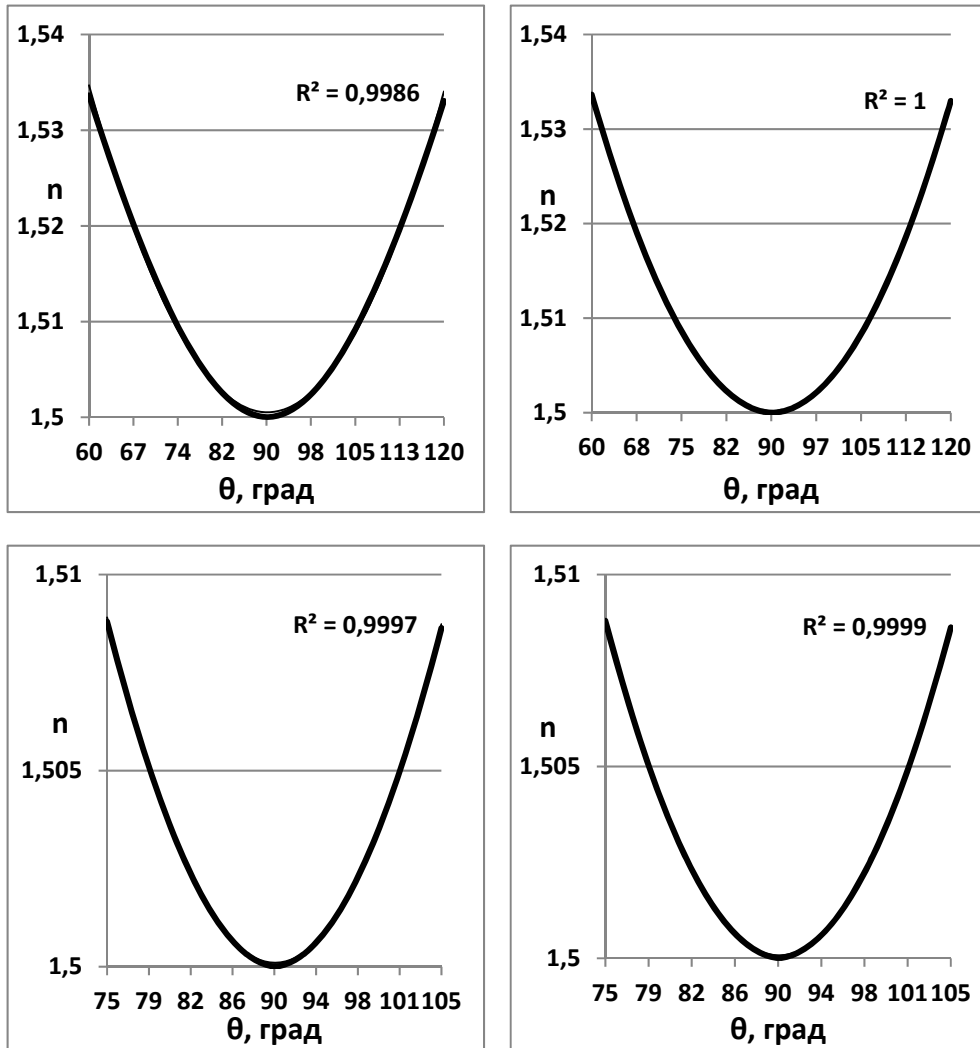 1,54
R² = 0,9986
1,53
n
1,52
1,51
1,5
60 67 74 82 90 98 105 113 120
θ, град
1,54
R² = 1
1,53
n
1,52
1,51
1,5
60 68 75 82 90 97 105 112 120
θ, град
1,51
R² = 0,9997
n
1,505
1,5
75 79 82 86 90 94 98 101 105
θ, град
1,51
R² = 0,9999
n
1,505
1,5
75 79 82 86 90 94 98 101 105
θ, град